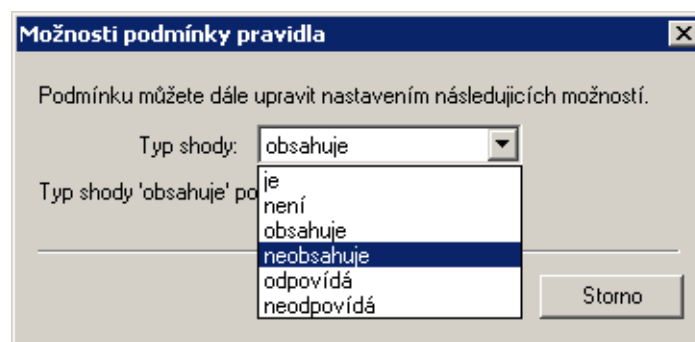 Možnosti podmínky pravidla
Podmínku můžete dále upravit nastavením následujicích možností.
Typ shody: obsahuje
Typ shody 'obsahuje' po
je
není
obsahuje
neobsahuje
odpovídá
neodpovídá
Storno